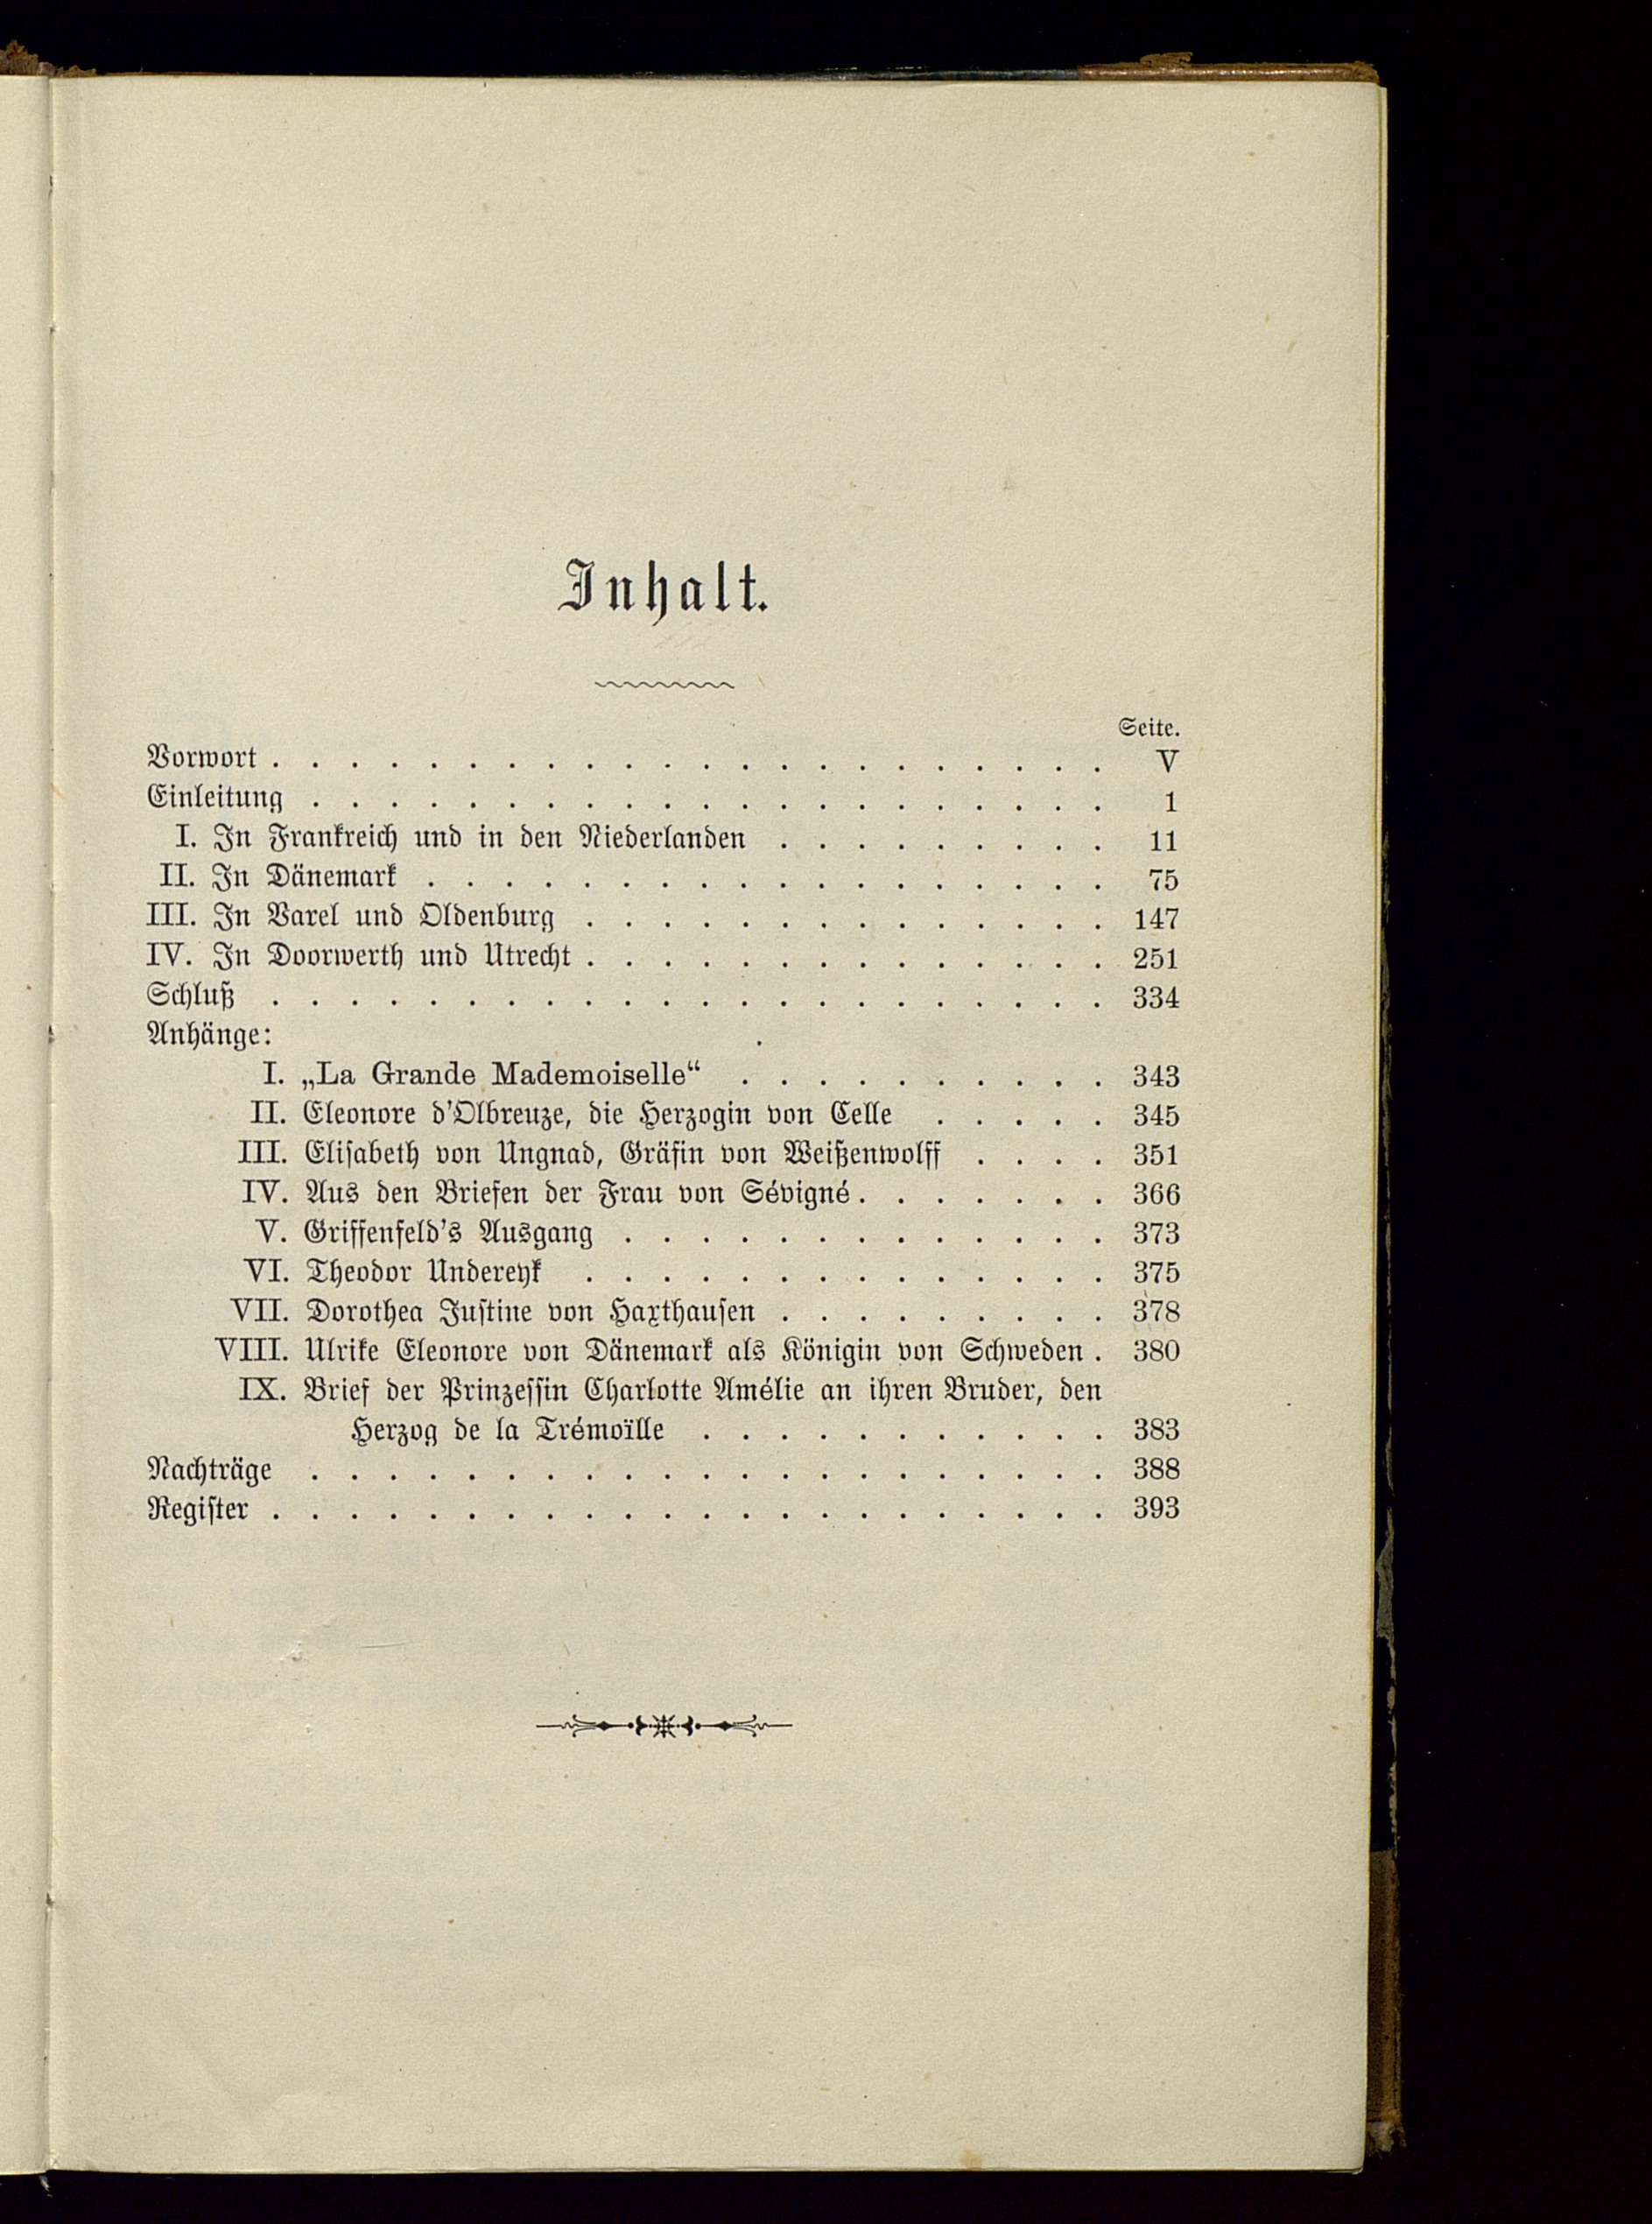 Inhalt.
Seite.
Vorwort . . . . . . . . . . . . . . . . . . . . . . V
Einleitung . . . . . . . . . . . . . . . . . . . . . 1
I. In Frankreich und in den Niederlanden . . . . . . . . . 11
II. In Dänemark . . . . . . . . . . . . . . . . . . 75
III. In Varel und Oldenburg . . . . . . . . . . . . . . 147
IV. In Doorwerth und Utrecht . . . . . . . . . . . . . . 251
Schluß . . . . . . . . . . . . . . . . . . . . . . 334
Anhänge:
I. „La Grande Mademoiselle“ . . . . . . . . . . 343
II. Eleonore d'Olbreuze, die Herzogin von Celle . . . . . 345
III. Elisabeth von Ungnad, Gräfin von Weißenwolff . . . . 351
IV. Aus den Briefen der Frau von Sévigné . . . . . . . 366
V. Griffenfeld's Ausgang . . . . . . . . . . . . . 373
VI. Theodor Undereyk . . . . . . . . . . . . . . 375
VII. Dorothea Justine von Haxthausen . . . . . . . . . 378
VIII. Ulrike Eleonore von Dänemark als Königin von Schweden . 380
IX. Brief der Prinzessin Charlotte Amélie an ihren Bruder, den
Herzog de la Trémoïlle . . . . . . . . . . . 383
Nachträge . . . . . . . . . . . . . . . . . . . . . 388
Register . . . . . . . . . . . . . . . . . . . . . . 393